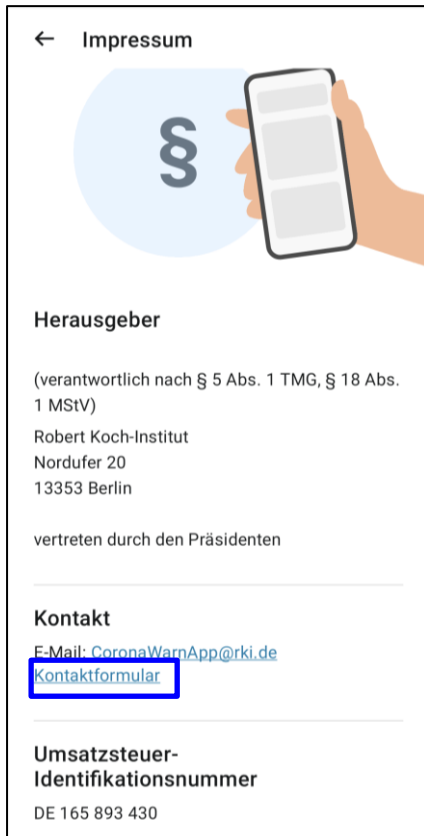 Impressum
§
Herausgeber
(verantwortlich nach § 5 Abs. 1 TMG, § 18 Abs.
1 MStV)
Robert Koch-Institut
Nordufer 20
13353 Berlin
vertreten durch den Präsidenten
Kontakt
E-Mail: CoronaWarnApp@rki.de
Kontaktformular
Umsatzsteuer-
Identifikationsnummer
DE 165 893 430